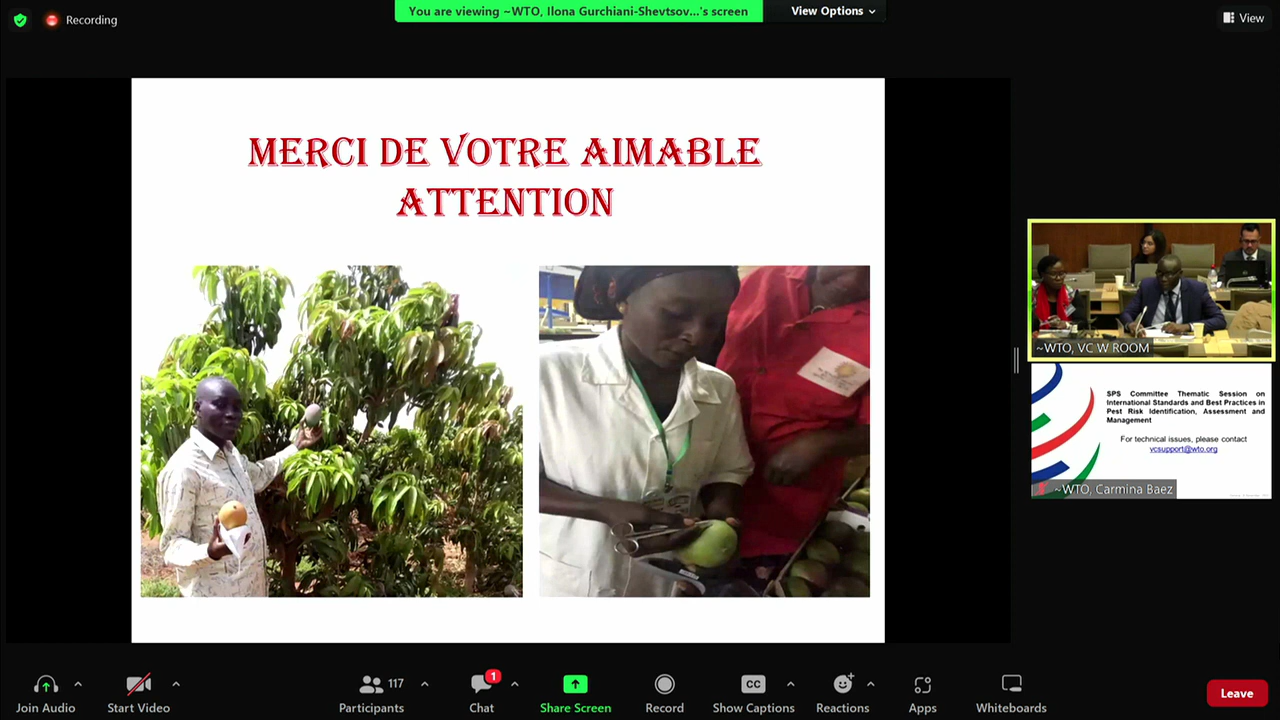 Recording
You are viewing ~WTO, Ilona Gurchiani-Shevtsov...'s screen
View Options
View
MERCI DE VOTRE AIMABLE
ATTENTION
~WTO, VC W ROOM
SPS Committee Thematic Session on
International Standards and Best Practices in
Pest Risk Identification, Assessment and
Management
For technical issues, please contact
vcsupport@wto.org
~WTO, Carmina Baez
Join Audio
Start Video
117
Participants
1
Chat
Share Screen
Record
CC
Show Captions
Reactions
Apps
Whiteboards
Leave